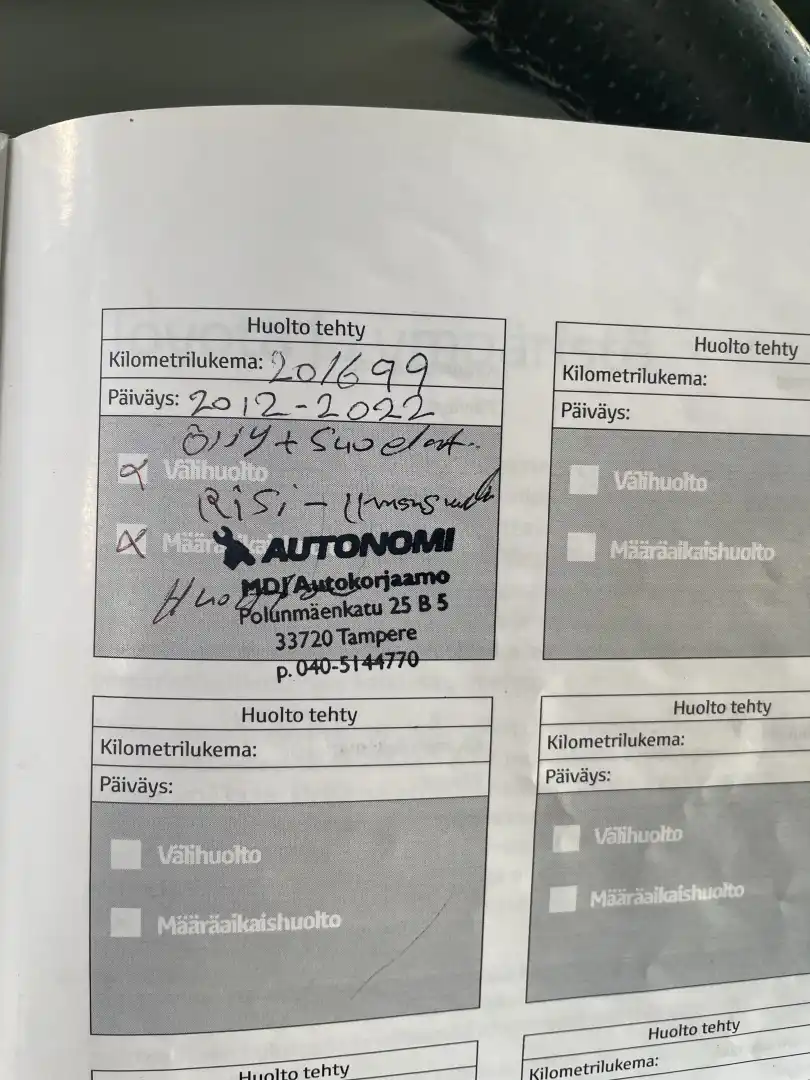 Huolto tehty
Kilometrilukema: 201699
Päiväys: 2012-2022
Öljy + Suodat..
Välihuolto
AUTONOMI
MDI Autokorjaamo
Polunmäenkatu 25 B 5
33720 Tampere
p. 040-5144770
Huolto tehty
Kilometrilukema:
Päiväys:
Välihuolto
Määräaikaishuolto
Huolto tehty
Kilometrilukema:
Päiväys:
Välihuolto
Määräaikaishuolto
Huolto tehty
Kilometrilukema:
Päiväys:
Välihuolto
Määräaikaishuolto
Huolto tehty
Huolto tehty
Kilometrilukema: